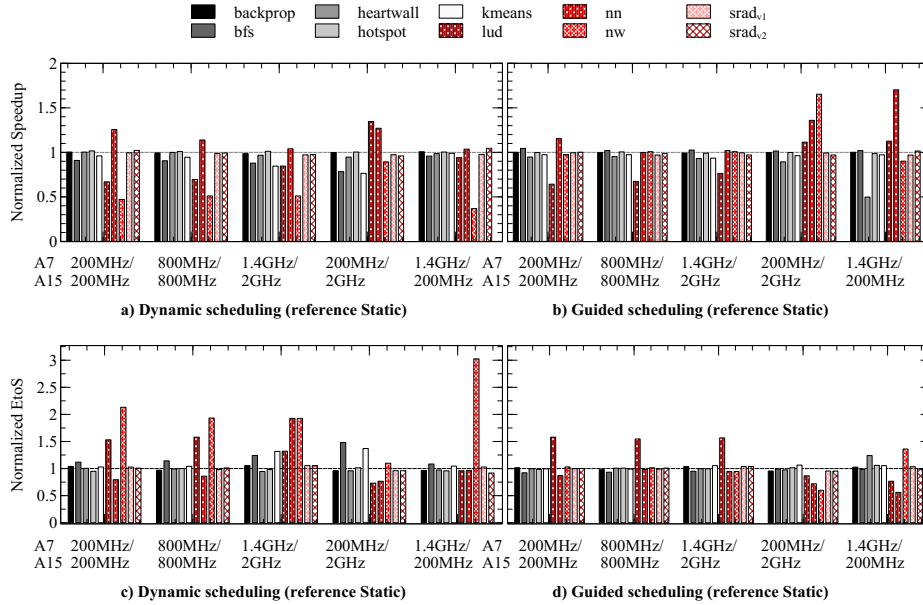 backprop heartwall kmeans nn srad_v1
bfs hotspot lud nw srad_v2
Normalized Speedup
2
1.5
1
0.5
0
A7 200MHz/ 800MHz/ 1.4GHz/ 200MHz/ 1.4GHz/ A7 200MHz/ 800MHz/ 1.4GHz/ 200MHz/ 1.4GHz/
A15 200MHz 800MHz 2GHz 2GHz 200MHz A15 200MHz 800MHz 2GHz 2GHz 200MHz
a) Dynamic scheduling (reference Static) b) Guided scheduling (reference Static)
Normalized EtoS
3
2.5
2
1.5
1
0.5
0
A7 200MHz/ 800MHz/ 1.4GHz/ 200MHz/ 1.4GHz/ A7 200MHz/ 800MHz/ 1.4GHz/ 200MHz/ 1.4GHz/
A15 200MHz 800MHz 2GHz 2GHz 200MHz A15 200MHz 800MHz 2GHz 2GHz 200MHz
c) Dynamic scheduling (reference Static) d) Guided scheduling (reference Static)